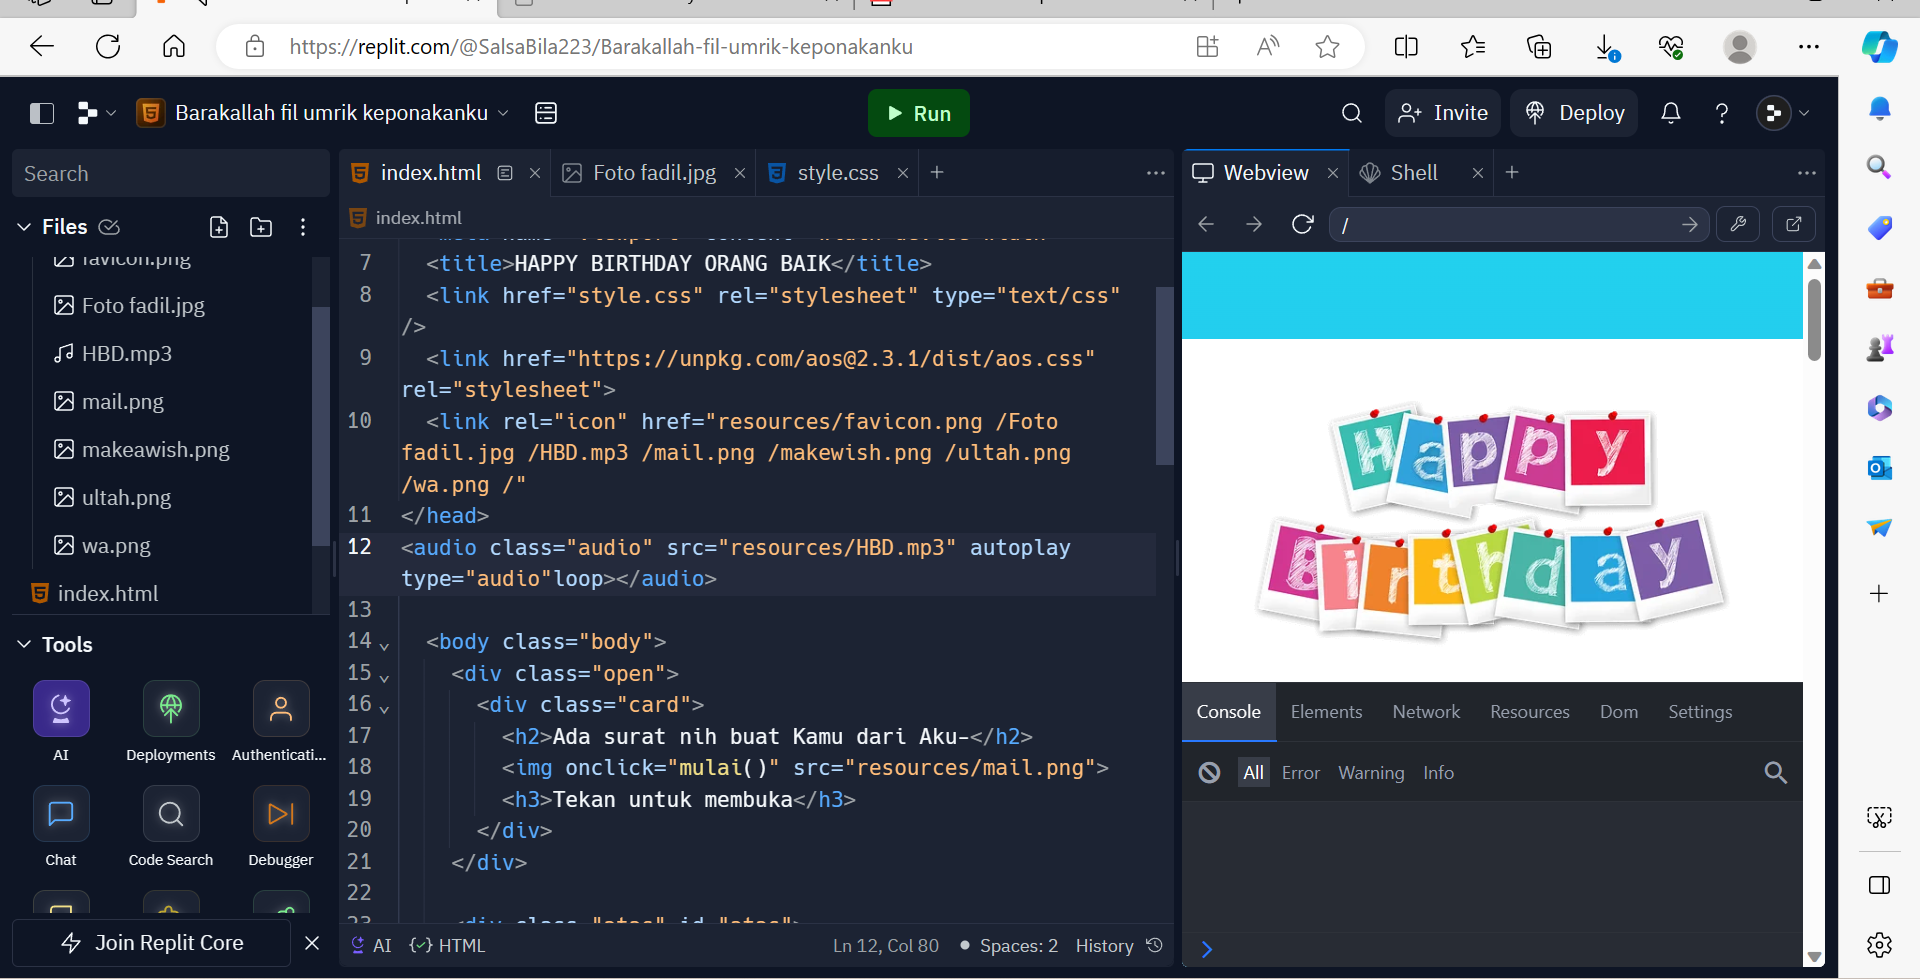 https://replit.com/@SalsaBila223/Barakallah-fil-umrik-keponakanku
Barakallah fil umrik keponakanku
Run
Invite
Deploy
Search
index.html
Foto fadil.jpg
style.css
Webview
Shell
Files
index.html
/
favicon.png
Foto fadil.jpg
HBD.mp3
mail.png
makeawish.png
ultah.png
wa.png
index.html
7 <title>HAPPY BIRTHDAY ORANG BAIK</title>
8 <link href="style.css" rel="stylesheet" type="text/css"
/>
9 <link href="https://unpkg.com/aos@2.3.1/dist/aos.css"
rel="stylesheet">
10 <link rel="icon" href="resources/favicon.png /Foto
fadil.jpg /HBD.mp3 /mail.png /makewish.png /ultah.png
/wa.png /"
11 </head>
12 <audio class="audio" src="resources/HBD.mp3" autoplay
type="audio"loop></audio>
13
14 <body class="body">
15 <div class="open">
16 <div class="card">
17 <h2>Ada surat nih buat Kamu dari Aku-</h2>
18 <img onclick="mulai()" src="resources/mail.png">
19 <h3>Tekan untuk membuka</h3>
20 </div>
21 </div>
22
23 <div class="atas" id="atas">
Happy
Birthday
Tools
AI
Deployments
Authenticati...
Chat
Code Search
Debugger
Join Replit Core
AI
HTML
Ln 12, Col 80
Spaces: 2
History
Console
Elements
Network
Resources
Dom
Settings
All
Error
Warning
Info